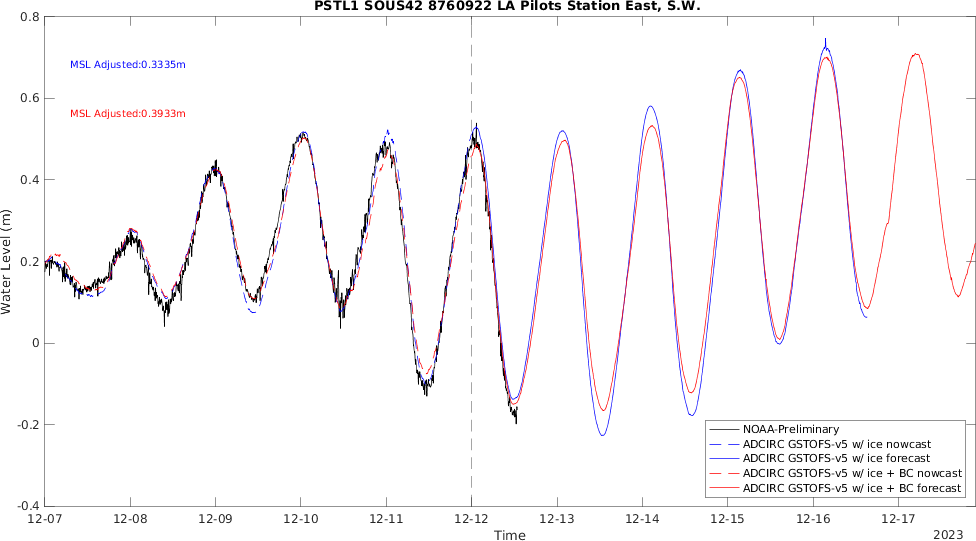 PSTL1 SOUS42 8760922 LA Pilots Station East, S.W.
0.8
MSL Adjusted:0.3335m
0.6
MSL Adjusted:0.3933m
0.4
Water Level (m)
0.2
0
-0.2
NOAA-Preliminary
ADCIRC GSTOFS-v5 w/ ice nowcast
ADCIRC GSTOFS-v5 w/ ice forecast
ADCIRC GSTOFS-v5 w/ ice + BC nowcast
ADCIRC GSTOFS-v5 w/ ice + BC forecast
-0.4
12-07 12-08 12-09 12-10 12-11 12-12 12-13 12-14 12-15 12-16 12-17
Time
2023